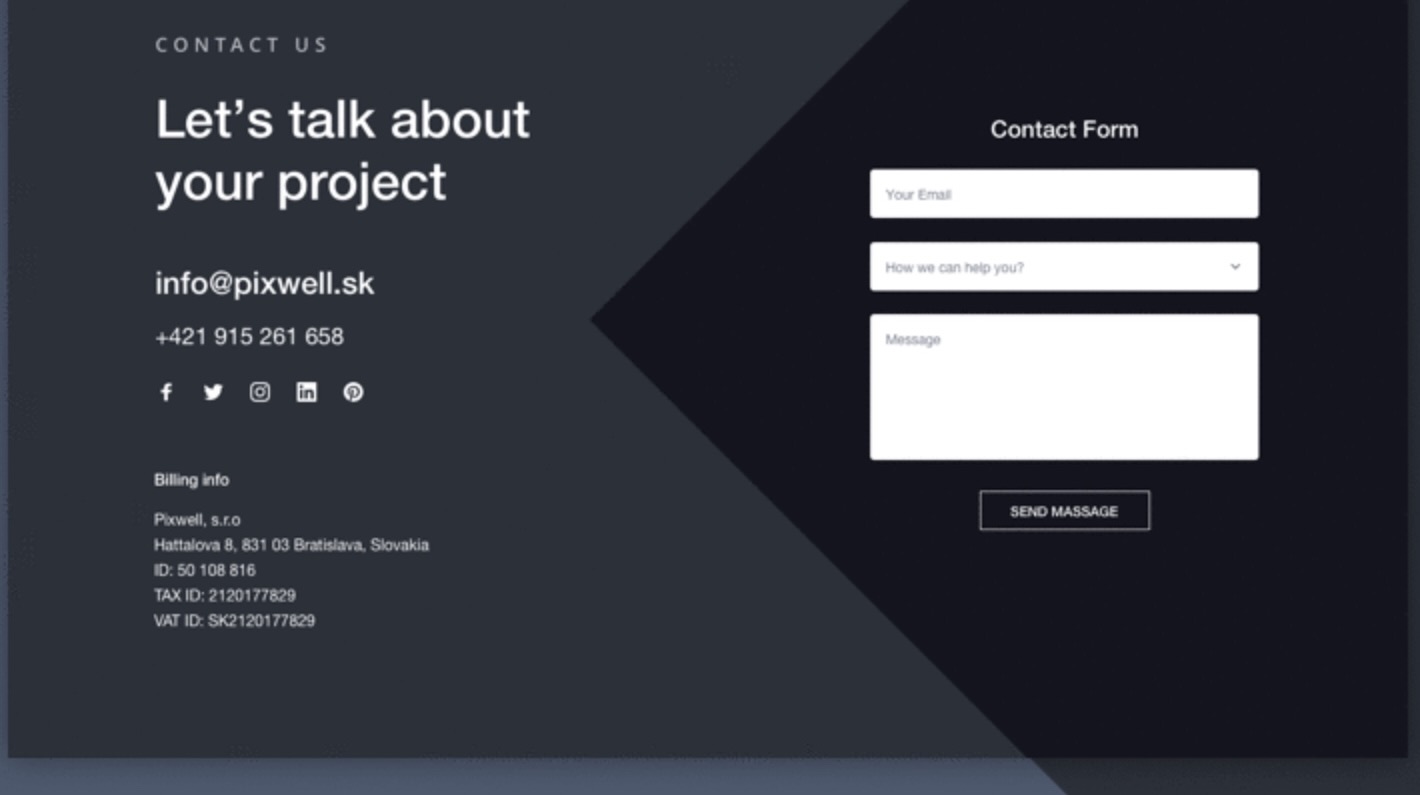 CONTACT US
Let’s talk about
your project
info@pixwell.sk
+421 915 261 658
Billing info
Pixwell, s.r.o
Hattalova 8, 831 03 Bratislava, Slovakia
ID: 50 108 816
TAX ID: 2120177829
VAT ID: SK2120177829
Contact Form
Your Email
How we can help you?
Message
SEND MASSAGE